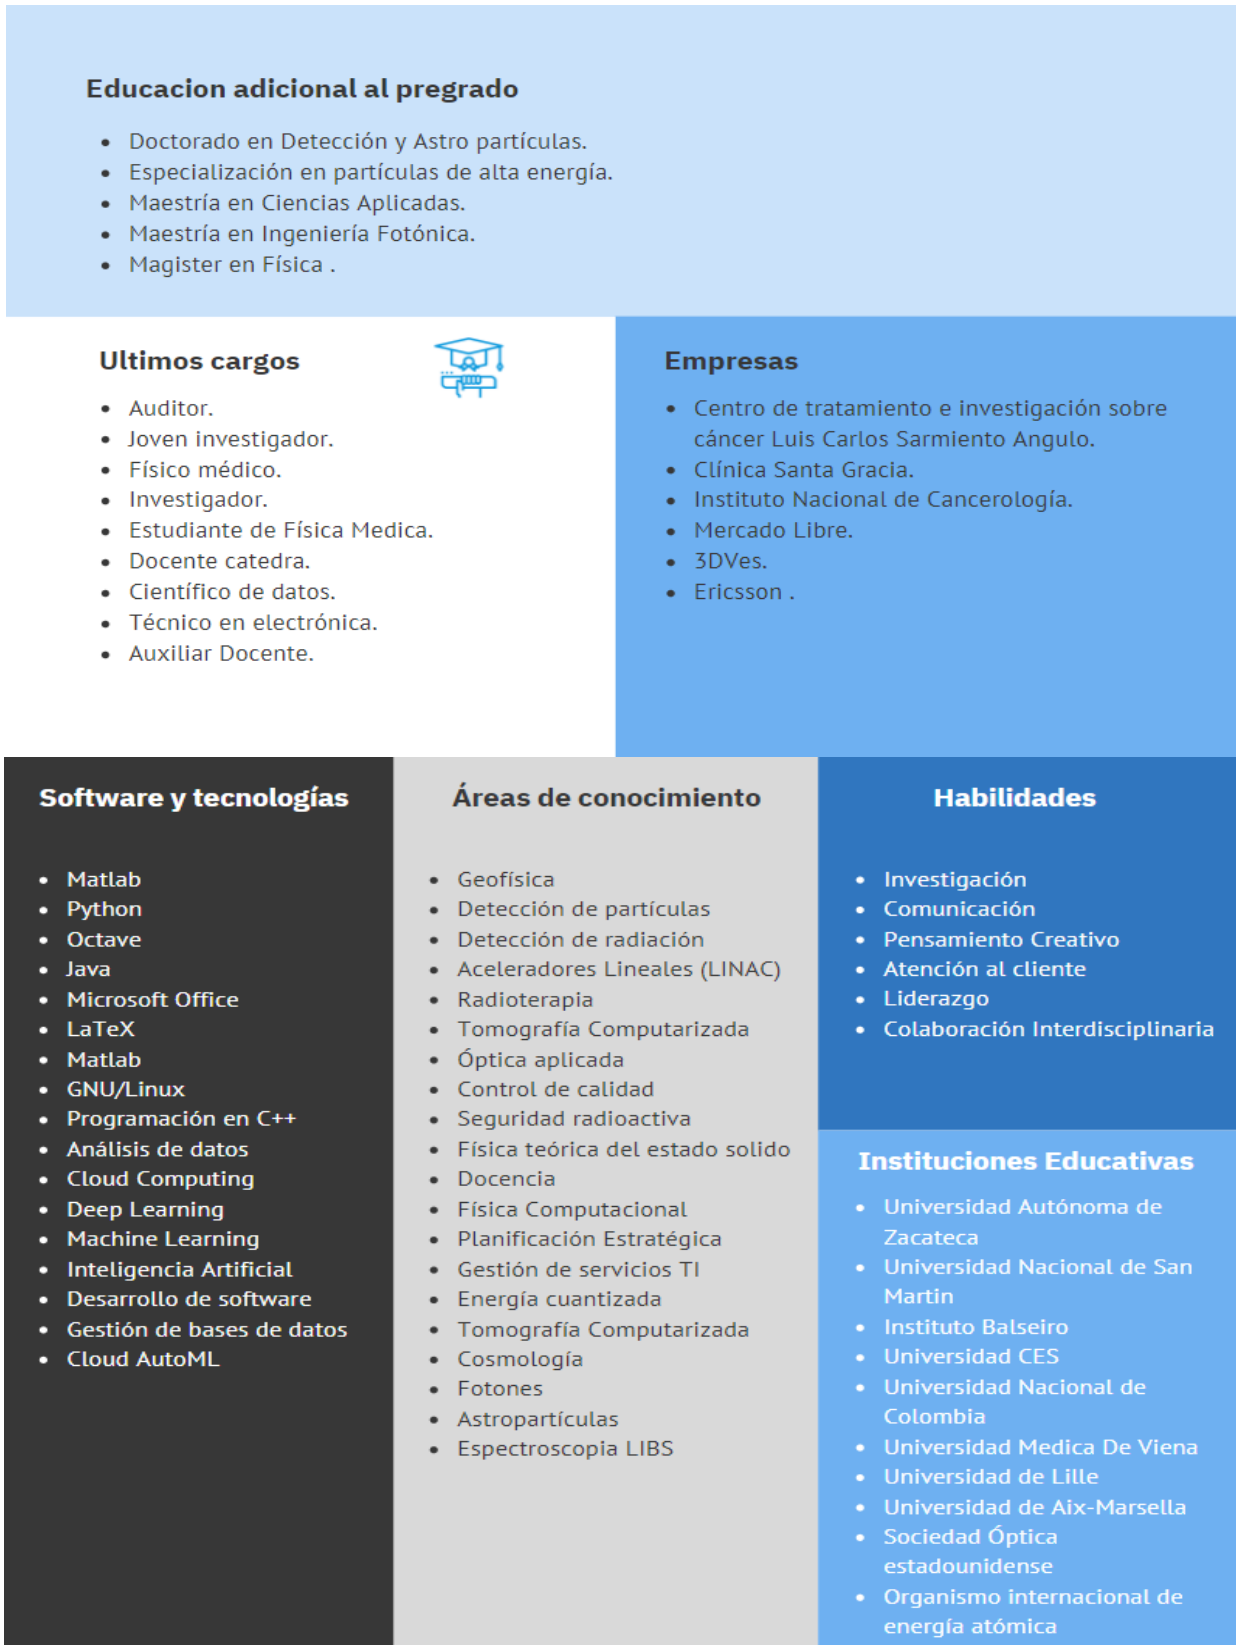 Educacion adicional al pregrado
Doctorado en Detección y Astro partículas.
Especialización en partículas de alta energía.
Maestría en Ciencias Aplicadas.
Maestría en Ingeniería Fotónica.
Magister en Física .
Ultimos cargos
Auditor.
Joven investigador.
Físico médico.
Investigador.
Estudiante de Física Medica.
Docente catedra.
Científico de datos.
Técnico en electrónica.
Auxiliar Docente.
Empresas
Centro de tratamiento e investigación sobre
cáncer Luis Carlos Sarmiento Angulo.
Clínica Santa Gracia.
Instituto Nacional de Cancerología.
Mercado Libre.
3DVes.
Ericsson .
Software y tecnologías
Matlab
Python
Octave
Java
Microsoft Office
LaTeX
Matlab
GNU/Linux
Programación en C++
Análisis de datos
Cloud Computing
Deep Learning
Machine Learning
Inteligencia Artificial
Desarrollo de software
Gestión de bases de datos
Cloud AutoML
Áreas de conocimiento
Geofísica
Detección de partículas
Detección de radiación
Aceleradores Lineales (LINAC)
Radioterapia
Tomografía Computarizada
Óptica aplicada
Control de calidad
Seguridad radioactiva
Física teórica del estado solido
Docencia
Física Computacional
Planificación Estratégica
Gestión de servicios TI
Energía cuantizada
Tomografía Computarizada
Cosmología
Fotones
Astropartículas
Espectroscopia LIBS
Habilidades
Investigación
Comunicación
Pensamiento Creativo
Atención al cliente
Liderazgo
Colaboración Interdisciplinaria
Instituciones Educativas
Universidad Autónoma de
Zacateca
Universidad Nacional de San
Martin
Instituto Balseiro
Universidad CES
Universidad Nacional de
Colombia
Universidad Medica De Viena
Universidad de Lille
Universidad de Aix-Marsella
Sociedad Óptica
estadounidense
Organismo internacional de
energía atómica